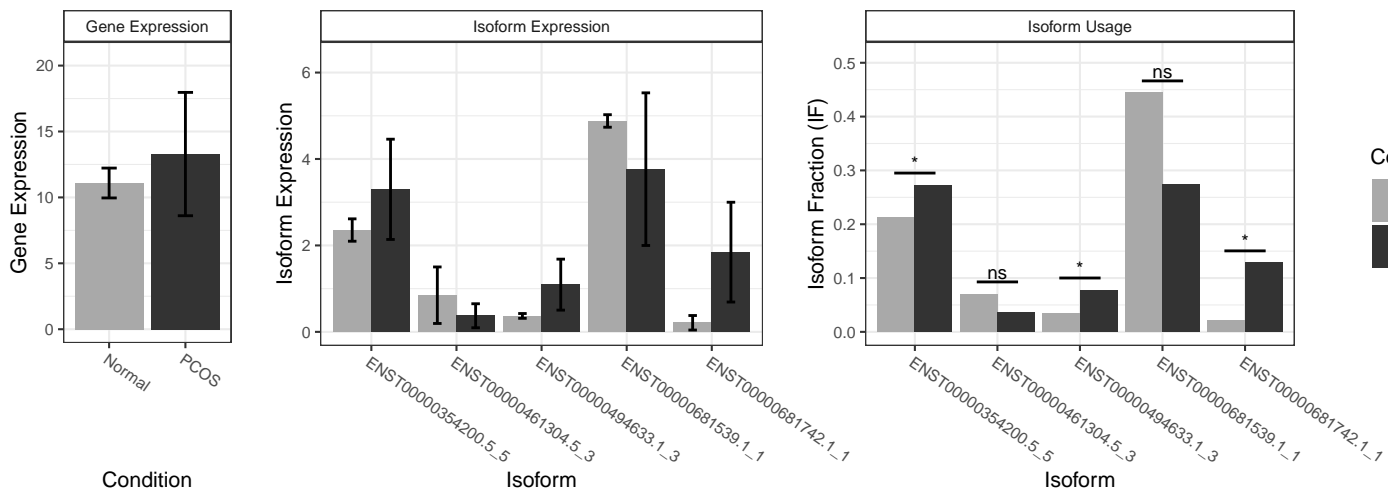 Gene Expression
Isoform Expression
Isoform Usage
Gene Expression
20
15
10
5
0
Normal
PCOS
Condition
Isoform Expression
6
4
2
0
ENST00000354200.5_5
ENST00000461304.5_3
ENST00000494633.1_3
ENST00000681539.1_1
ENST00000681742.1_1
Isoform
Isoform Fraction (IF)
0.5
0.4
0.3
0.2
0.1
0.0
*
ns
*
ns
*
ENST00000354200.5_5
ENST00000461304.5_3
ENST00000494633.1_3
ENST00000681539.1_1
ENST00000681742.1_1
Isoform